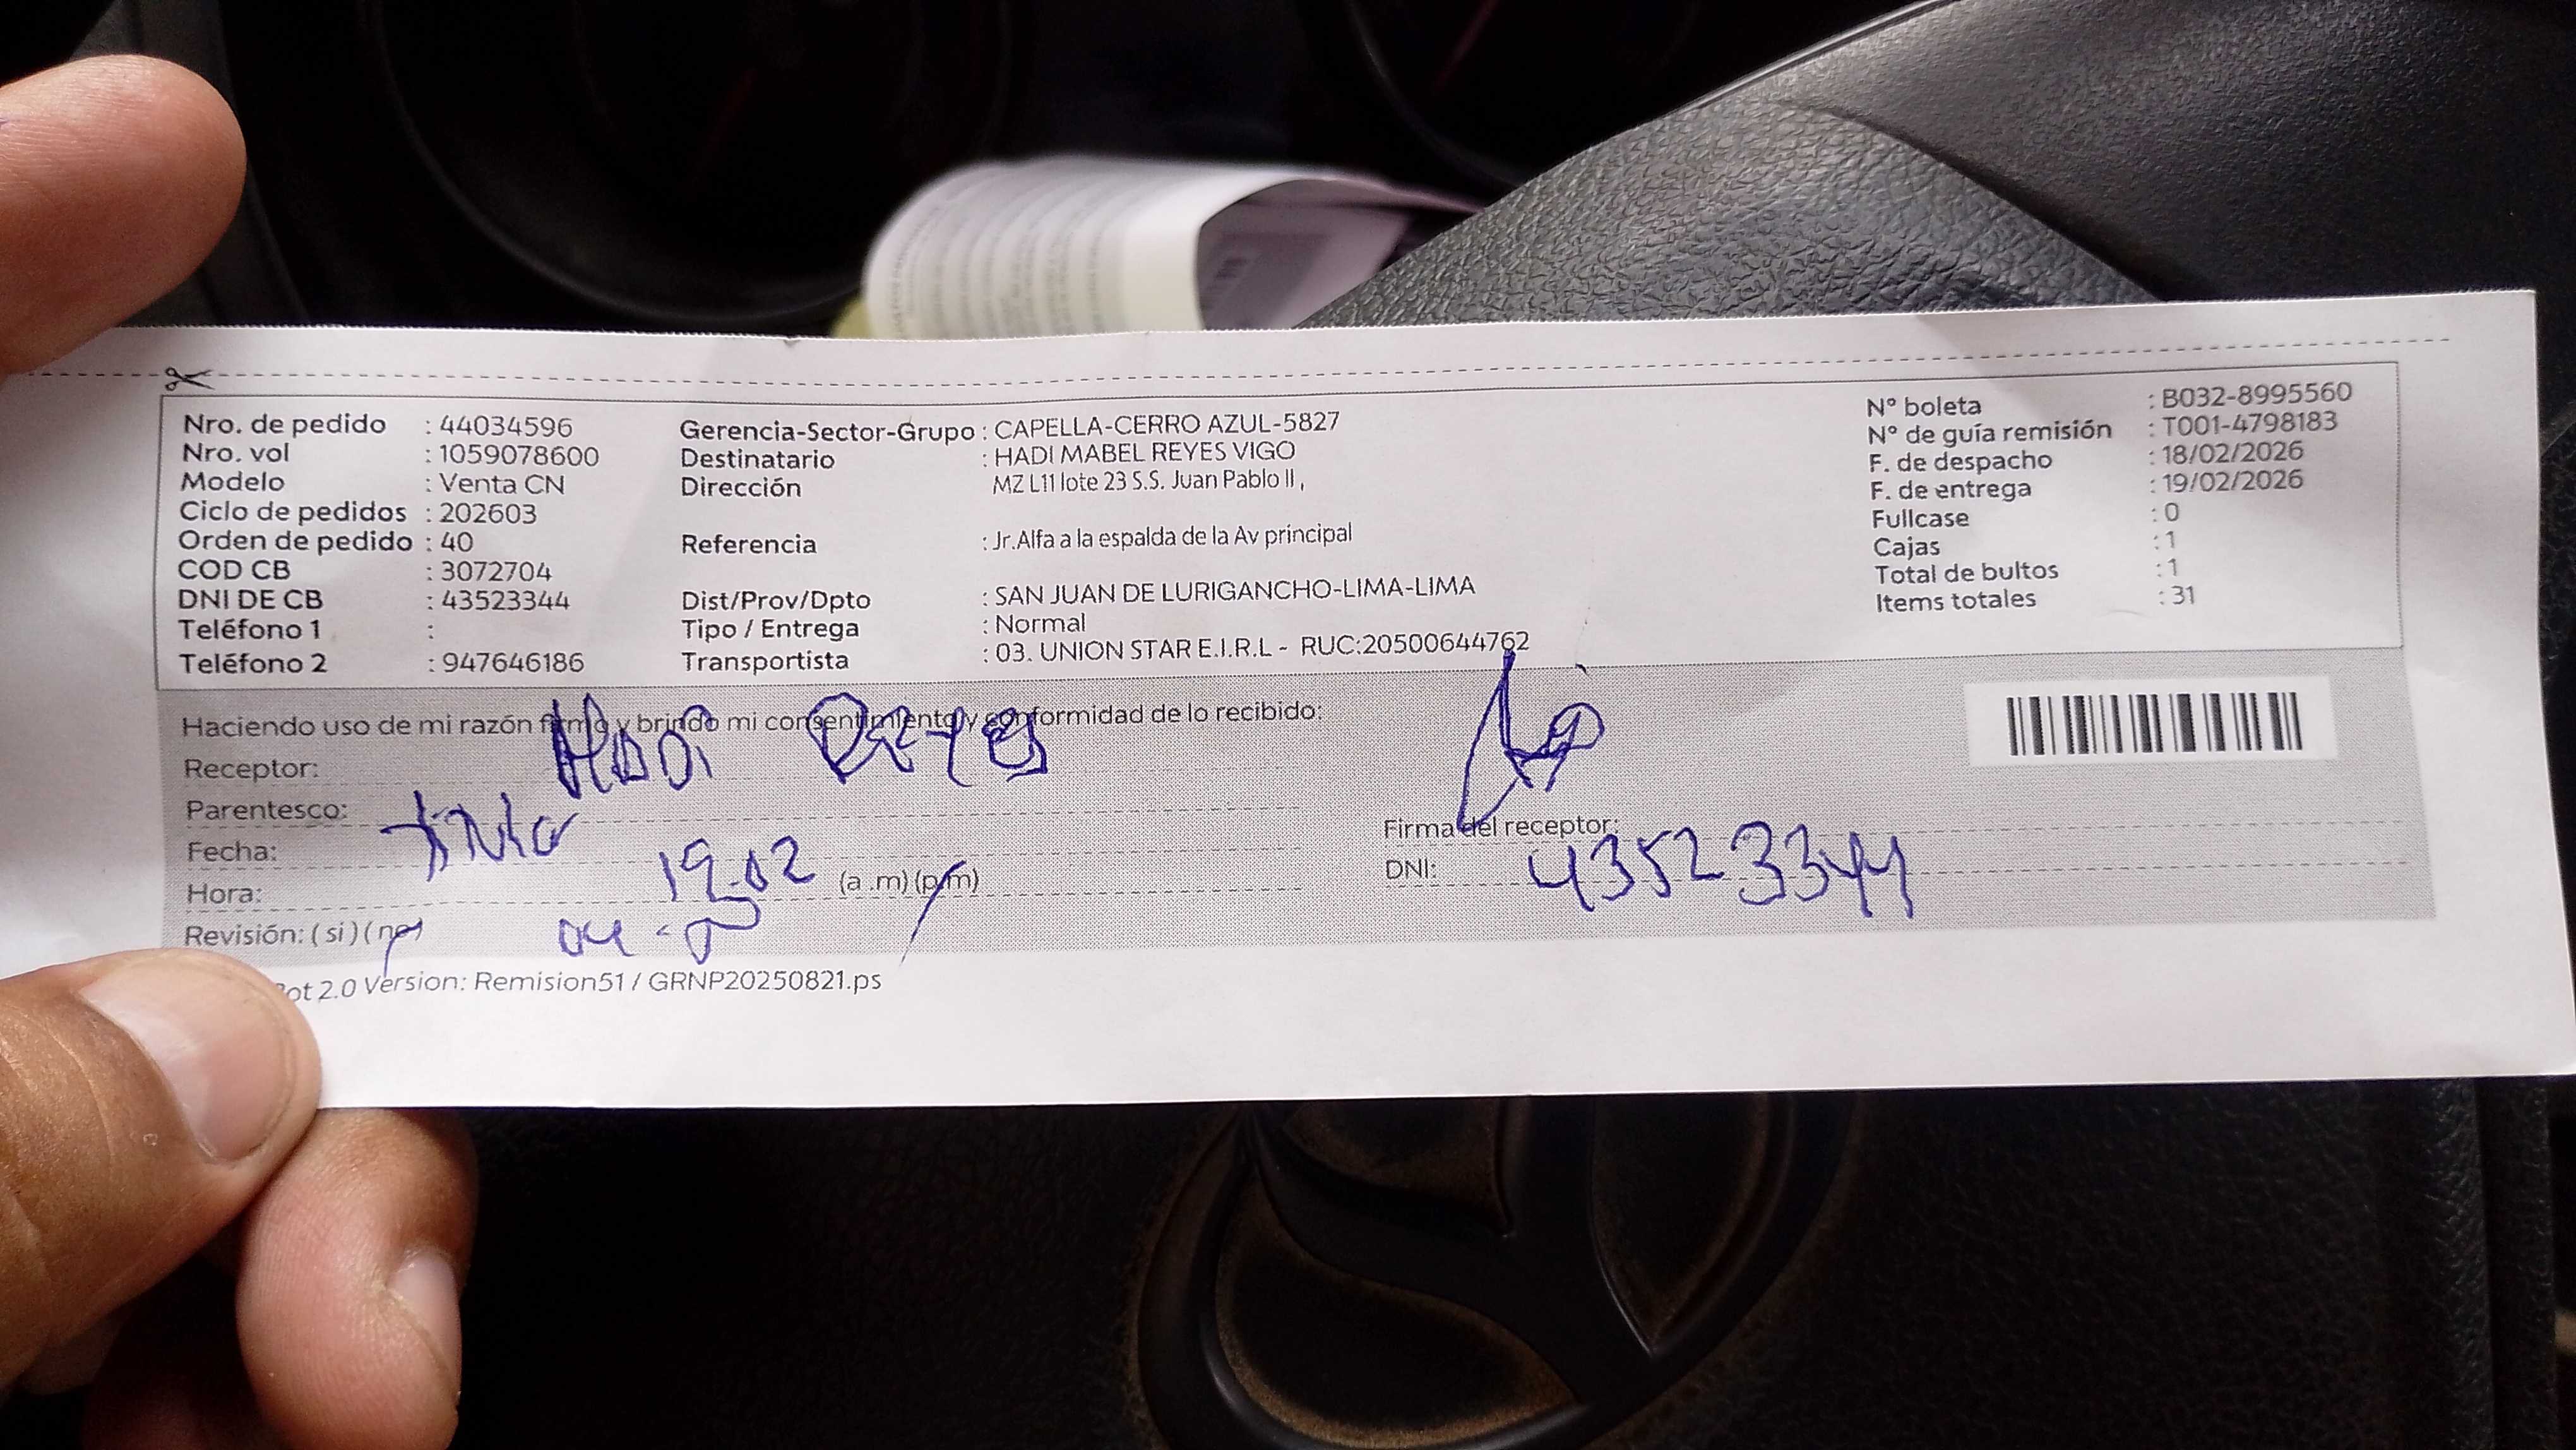 Nro. de pedido : 44034596
Nro. vol : 1059078600
Modelo : Venta CN
Ciclo de pedidos : 202603
Orden de pedido : 40
COD CB : 3072704
DNI DE CB : 43523344
Teléfono 1 :
Teléfono 2 : 947646186
Gerencia-Sector-Grupo : CAPELLA-CERRO AZUL-5827
Destinatario : HADI MABEL REYES VIGO
Dirección MZ L11 lote 23 S.S. Juan Pablo II ,
Referencia : Jr.Alfa a la espalda de la Av principal
Dist/Prov/Dpto : SAN JUAN DE LURIGANCHO-LIMA-LIMA
Tipo / Entrega : Normal
Transportista : 03. UNION STAR E.I.R.L - RUC:20500644762
N° boleta : B032-8995560
N° de guía remisión : T001-4798183
F. de despacho : 18/02/2026
F. de entrega : 19/02/2026
Fullcase : 0
Cajas : 1
Total de bultos : 1
Items totales : 31
Haciendo uso de mi razón firmo y brindo mi consentimiento y conformidad de lo recibido:
Receptor: Hadi Reyes
Parentesco:
Fecha: 19-02
Hora: (a .m) (p.m)
Revisión: ( si ) ( no)
Firma del receptor:
DNI: 43523344
ot 2.0 Version: Remision51 / GRNP20250821.ps